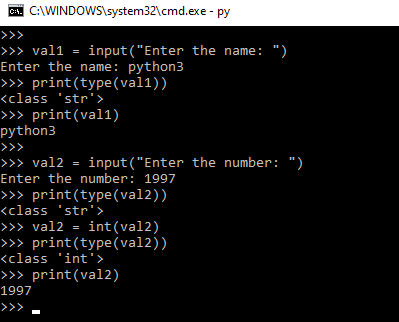 C:\WINDOWS\system32\cmd.exe - py
>>>
>>> val1 = input("Enter the name: ")
Enter the name: python3
>>> print(type(val1))
<class 'str'>
>>> print(val1)
python3
>>>
>>> val2 = input("Enter the number: ")
Enter the number: 1997
>>> print(type(val2))
<class 'str'>
>>> val2 = int(val2)
>>> print(type(val2))
<class 'int'>
>>> print(val2)
1997
>>>